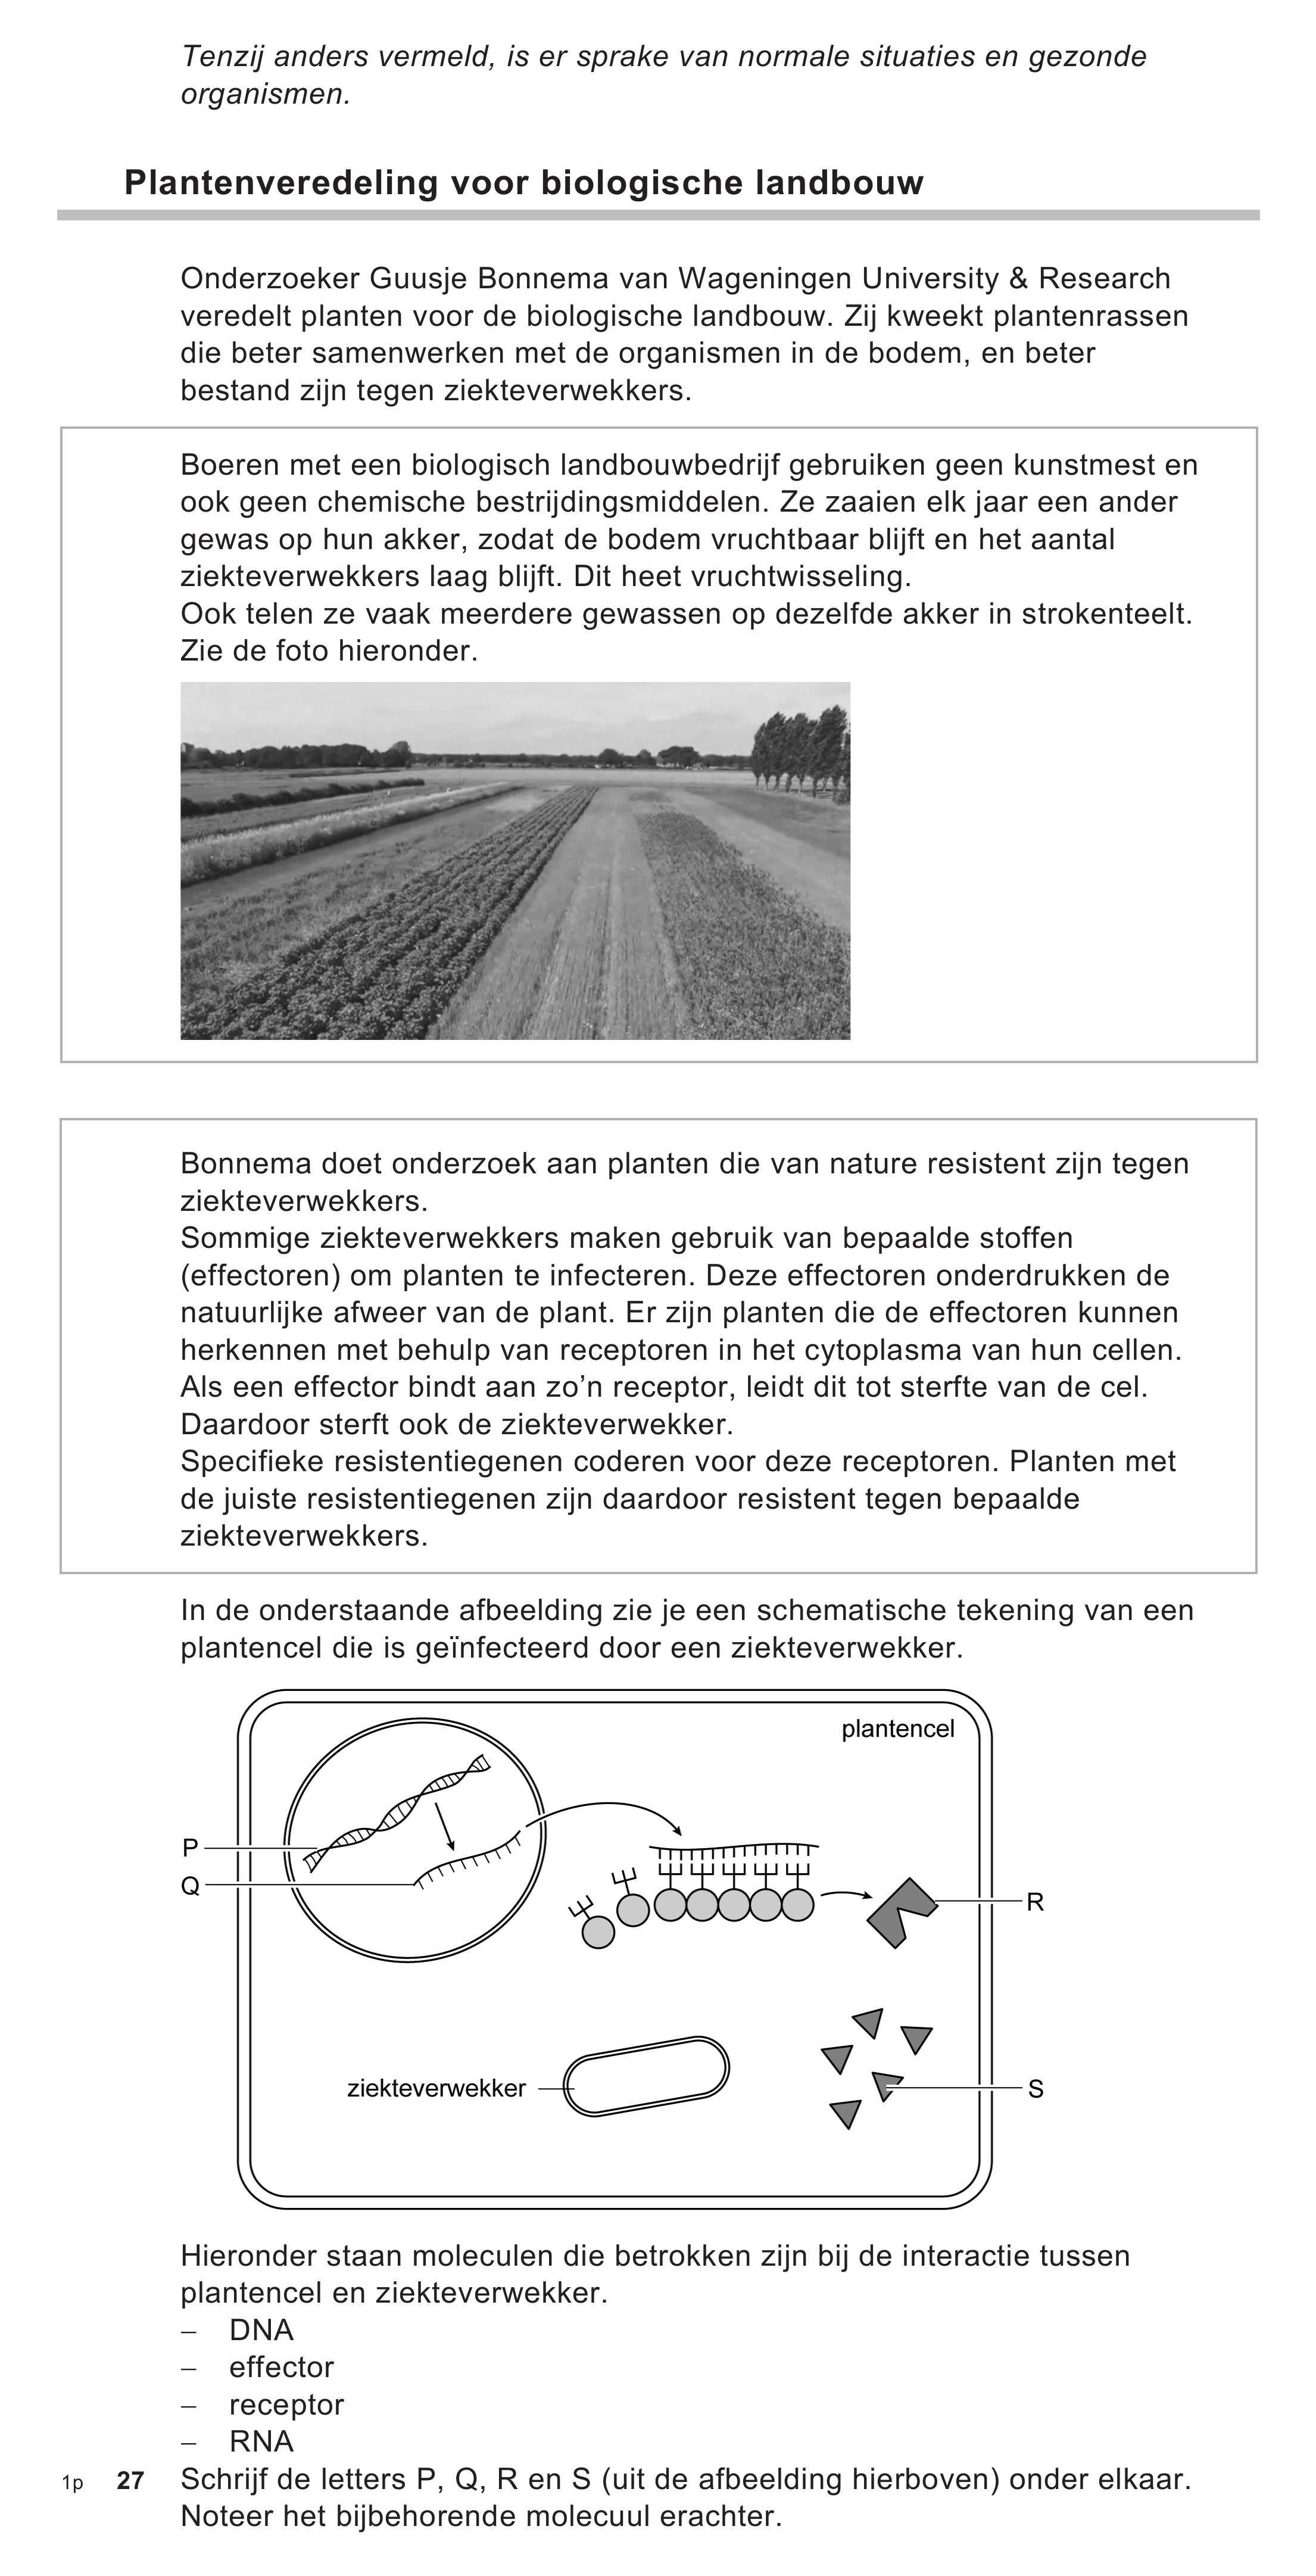 Tenzij anders vermeld, is er sprake van normale situaties en gezonde
organismen.
Plantenveredeling voor biologische landbouw
Onderzoeker Guusje Bonnema van Wageningen University & Research
veredelt planten voor de biologische landbouw. Zij kweekt plantenrassen
die beter samenwerken met de organismen in de bodem, en beter
bestand zijn tegen ziekteverwekkers.
Boeren met een biologisch landbouwbedrijf gebruiken geen kunstmest en
ook geen chemische bestrijdingsmiddelen. Ze zaaien elk jaar een ander
gewas op hun akker, zodat de bodem vruchtbaar blijft en het aantal
ziekteverwekkers laag blijft. Dit heet vruchtwisseling.
Ook telen ze vaak meerdere gewassen op dezelfde akker in strokenteelt.
Zie de foto hieronder.
Bonnema doet onderzoek aan planten die van nature resistent zijn tegen
ziekteverwekkers.
Sommige ziekteverwekkers maken gebruik van bepaalde stoffen
(effectoren) om planten te infecteren. Deze effectoren onderdrukken de
natuurlijke afweer van de plant. Er zijn planten die de effectoren kunnen
herkennen met behulp van receptoren in het cytoplasma van hun cellen.
Als een effector bindt aan zo'n receptor, leidt dit tot sterfte van de cel.
Daardoor sterft ook de ziekteverwekker.
Specifieke resistentiegenen coderen voor deze receptoren. Planten met
de juiste resistentiegenen zijn daardoor resistent tegen bepaalde
ziekteverwekkers.
In de onderstaande afbeelding zie je een schematische tekening van een
plantencel die is geïnfecteerd door een ziekteverwekker.
plantencel
P
Q
R
ziekteverwekker
S
Hieronder staan moleculen die betrokken zijn bij de interactie tussen
plantencel en ziekteverwekker.
– DNA
– effector
– receptor
– RNA
1p 27 Schrijf de letters P, Q, R en S (uit de afbeelding hierboven) onder elkaar.
Noteer het bijbehorende molecuul erachter.